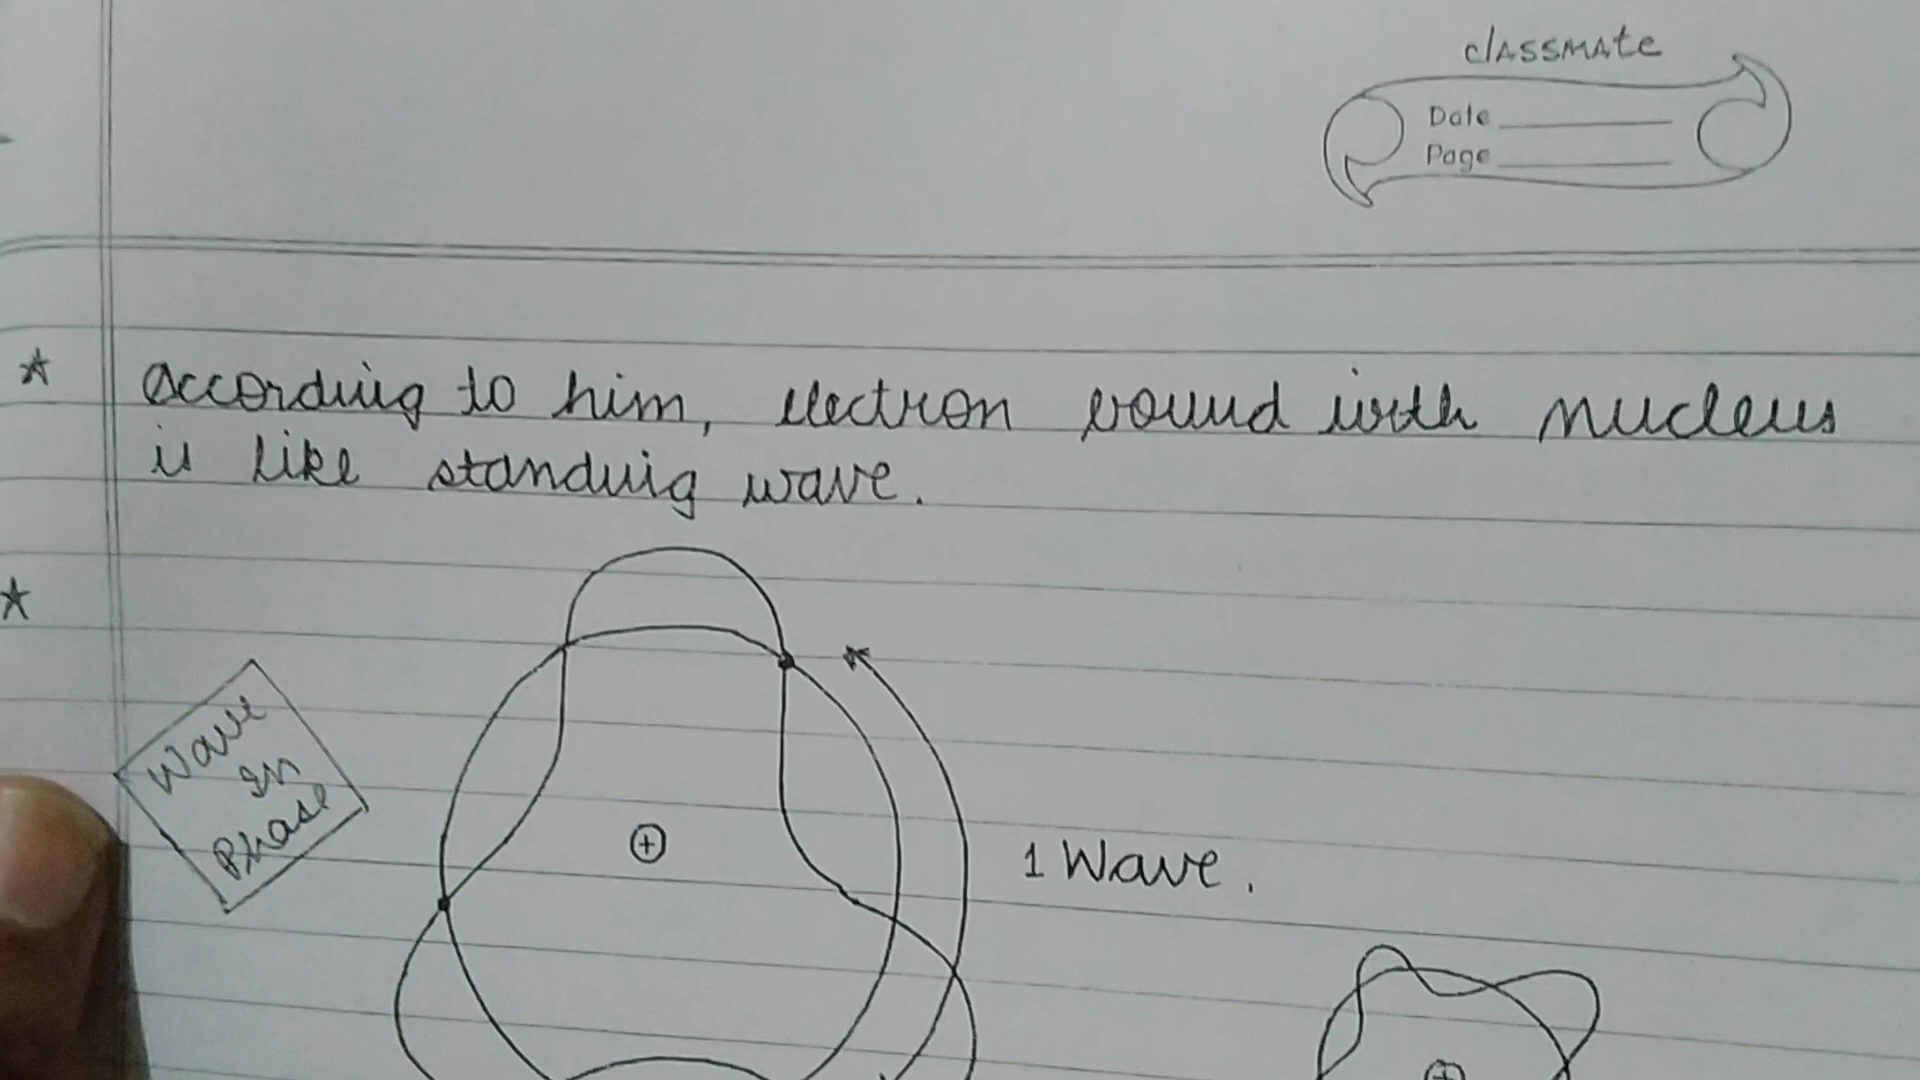 classmate
Date
Page
★ according to him, electron bound with nucleus
is like standing wave.
★
Wave
in
Phase
+
1 Wave.
+